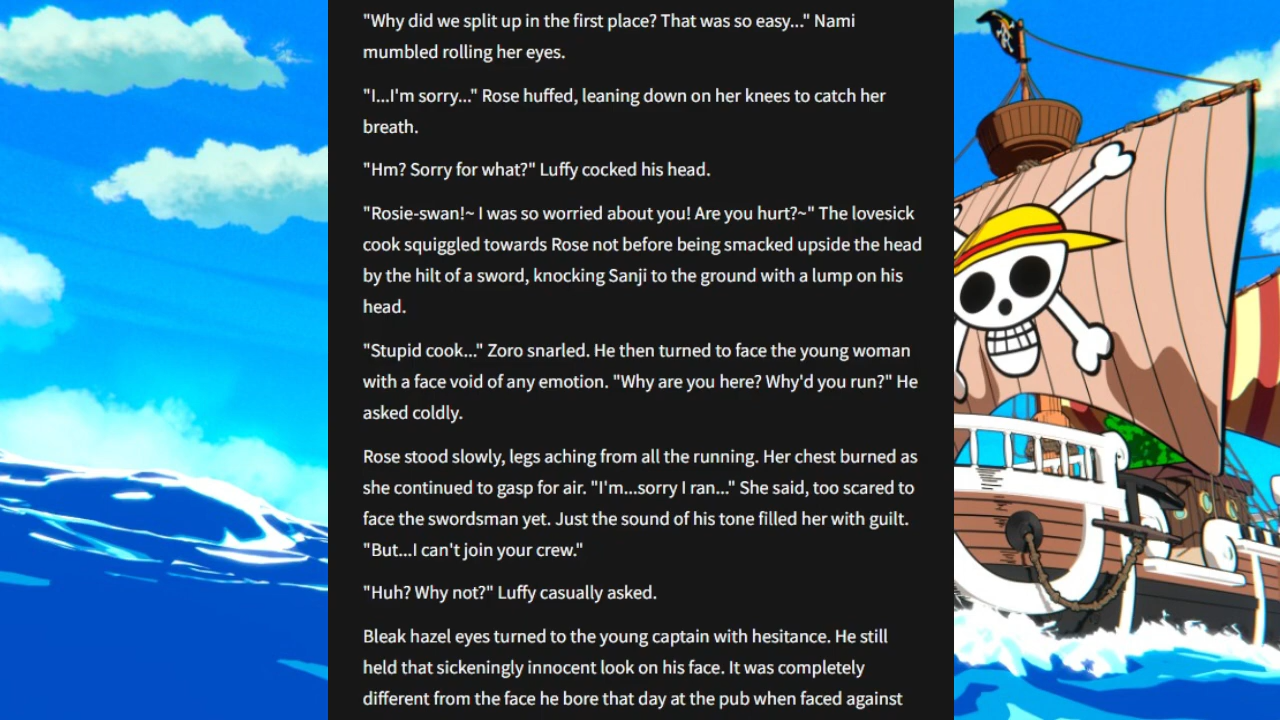 "Why did we split up in the first place? That was so easy..." Nami
mumbled rolling her eyes.
"I...I'm sorry..." Rose huffed, leaning down on her knees to catch her
breath.
"Hm? Sorry for what?" Luffy cocked his head.
"Rosie-swan!~ I was so worried about you! Are you hurt?~" The lovesick
cook squiggled towards Rose not before being smacked upside the head
by the hilt of a sword, knocking Sanji to the ground with a lump on his
head.
"Stupid cook..." Zoro snarled. He then turned to face the young woman
with a face void of any emotion. "Why are you here? Why'd you run?" He
asked coldly.
Rose stood slowly, legs aching from all the running. Her chest burned as
she continued to gasp for air. "I'm...sorry I ran..." She said, too scared to
face the swordsman yet. Just the sound of his tone filled her with guilt.
"But...I can't join your crew."
"Huh? Why not?" Luffy casually asked.
Bleak hazel eyes turned to the young captain with hesitance. He still
held that sickeningly innocent look on his face. It was completely
different from the face he bore that day at the pub when faced against